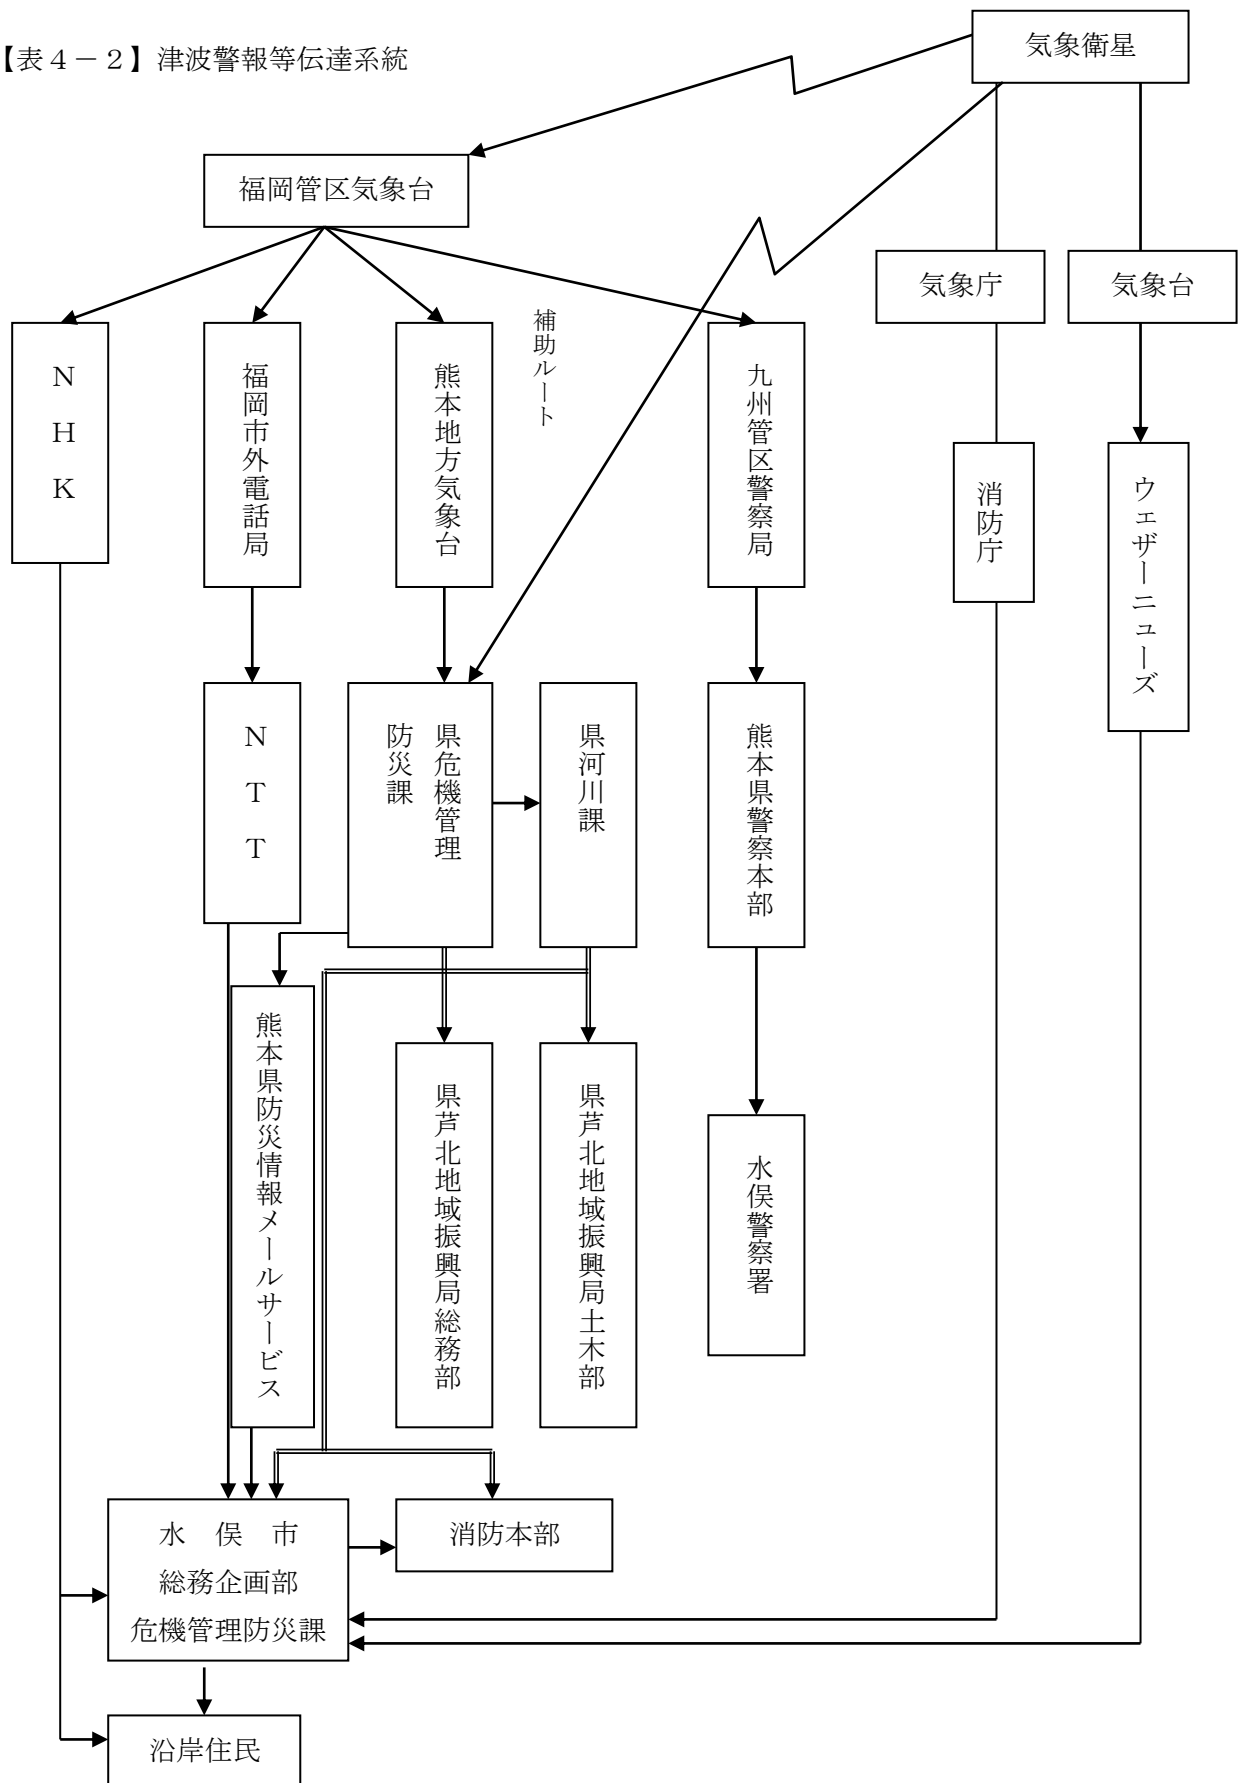 【表４－２】津波警報等伝達系統
気象衛星
福岡管区気象台
気象庁
気象台
ＮＨＫ
福岡市外電話局
熊本地方気象台
補助ルート
九州管区警察局
消防庁
ウェザーニューズ
ＮＴＴ
県危機管理
防災課
県河川課
熊本県警察本部
熊本県防災情報メールサービス
県芦北地域振興局総務部
県芦北地域振興局土木部
水俣警察署
水　俣　市
総務企画部
危機管理防災課
消防本部
沿岸住民